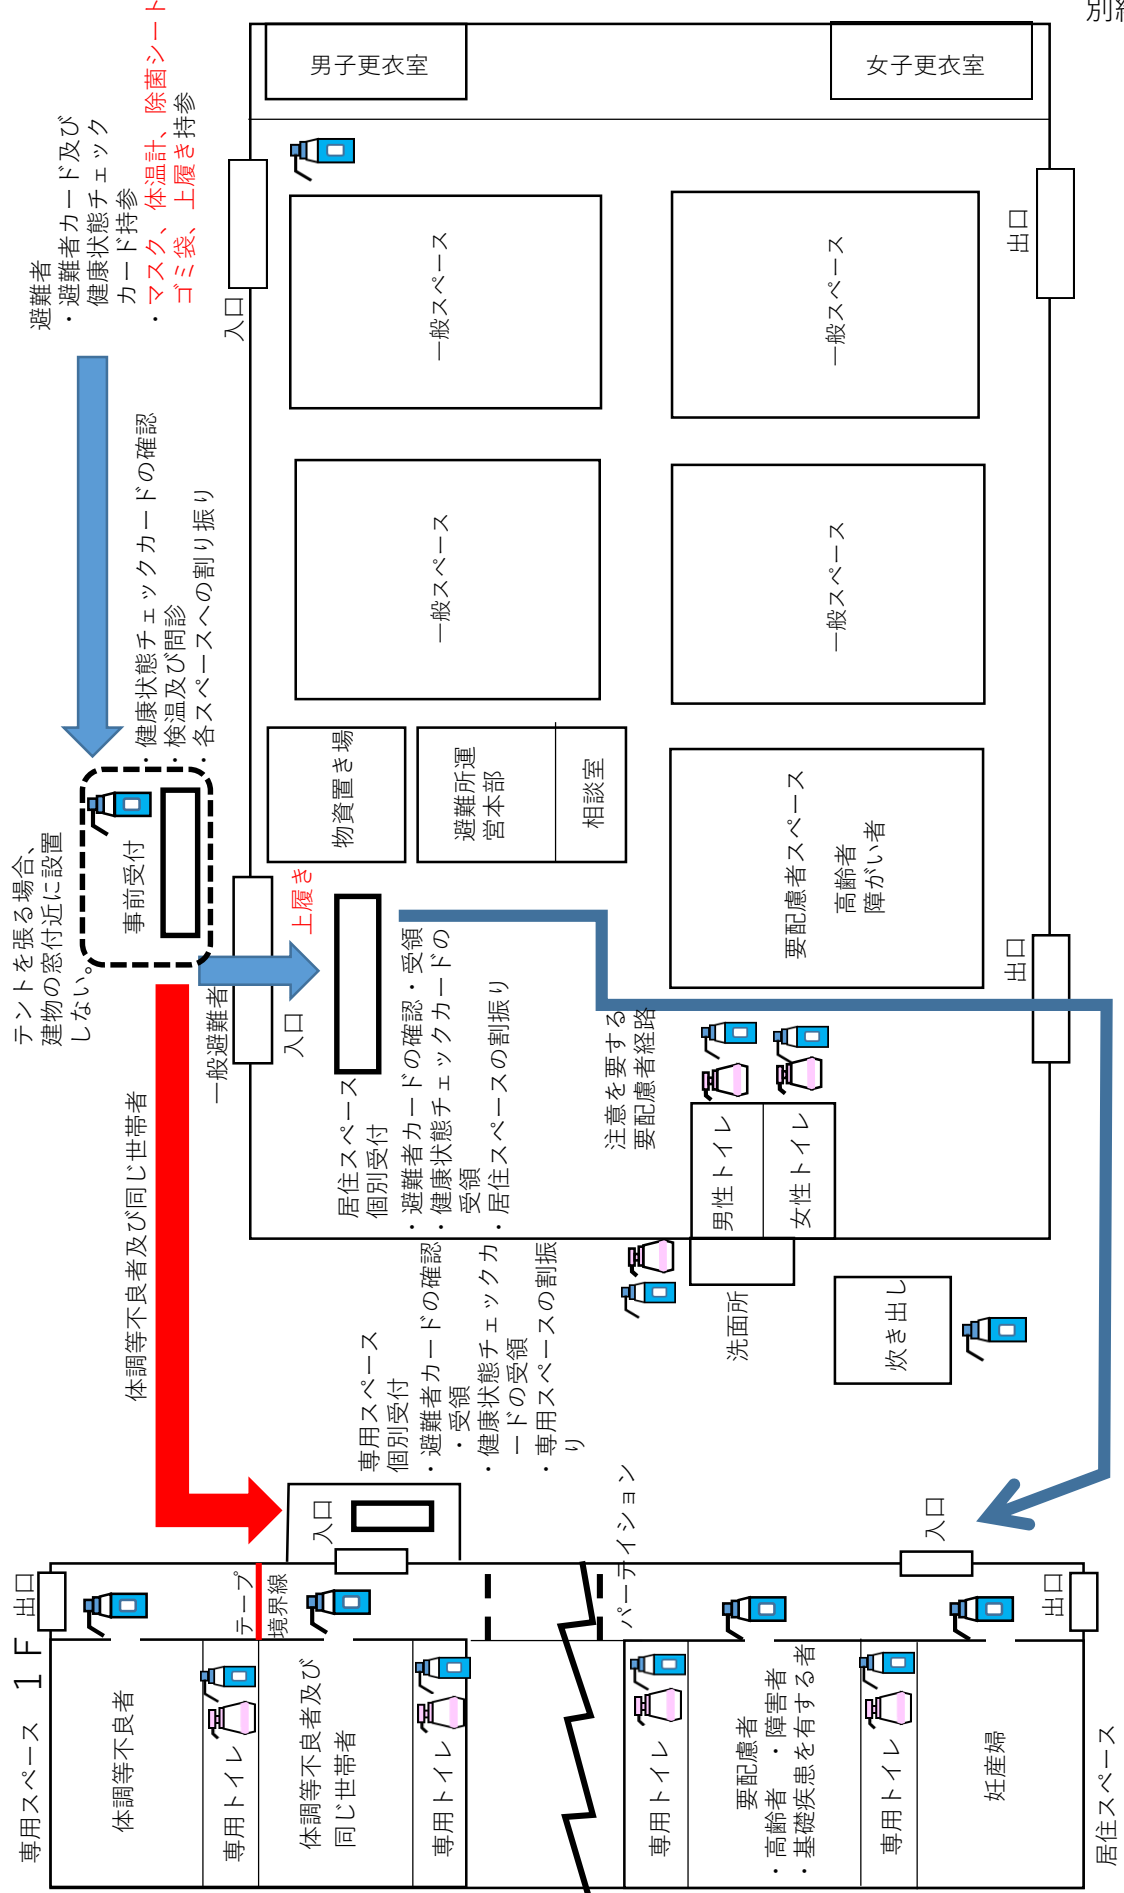 別紙
男子更衣室
女子更衣室
避難者
・避難者カード及び
健康状態チェック
カード持参
・マスク、体温計、除菌シート
ゴミ袋、上履き持参
入口
出口
一般スペース
一般スペース
一般スペース
一般スペース
・健康状態チェックカードの確認
・検温及び問診
・各スペースへの割り振り
テントを張る場合、
建物の窓付近に設置
しない。
事前受付
物資置き場
避難所運
営本部
相談室
要配慮者スペース
高齢者
障がい者
上履き
一般避難者
入口
出口
体調等不良者及び同じ世帯者
居住スペース
個別受付
・避難者カードの確認・受領
・健康状態チェックカードの
受領
・居住スペースの割振り
注意を要する
要配慮者経路
男性トイレ
女性トイレ
洗面所
炊き出し
専用スペース
個別受付
・避難者カードの確認
・受領
・健康状態チェックカ
ードの受領
・専用スペースの割振
り
入口
パーテイション
入口
専用スペース 1F
出口
テープ
境界線
出口
体調等不良者
専用トイレ
体調等不良者及び
同じ世帯者
専用トイレ
専用トイレ
要配慮者
・高齢者・障害者
・基礎疾患を有する者
専用トイレ
妊産婦
居住スペース